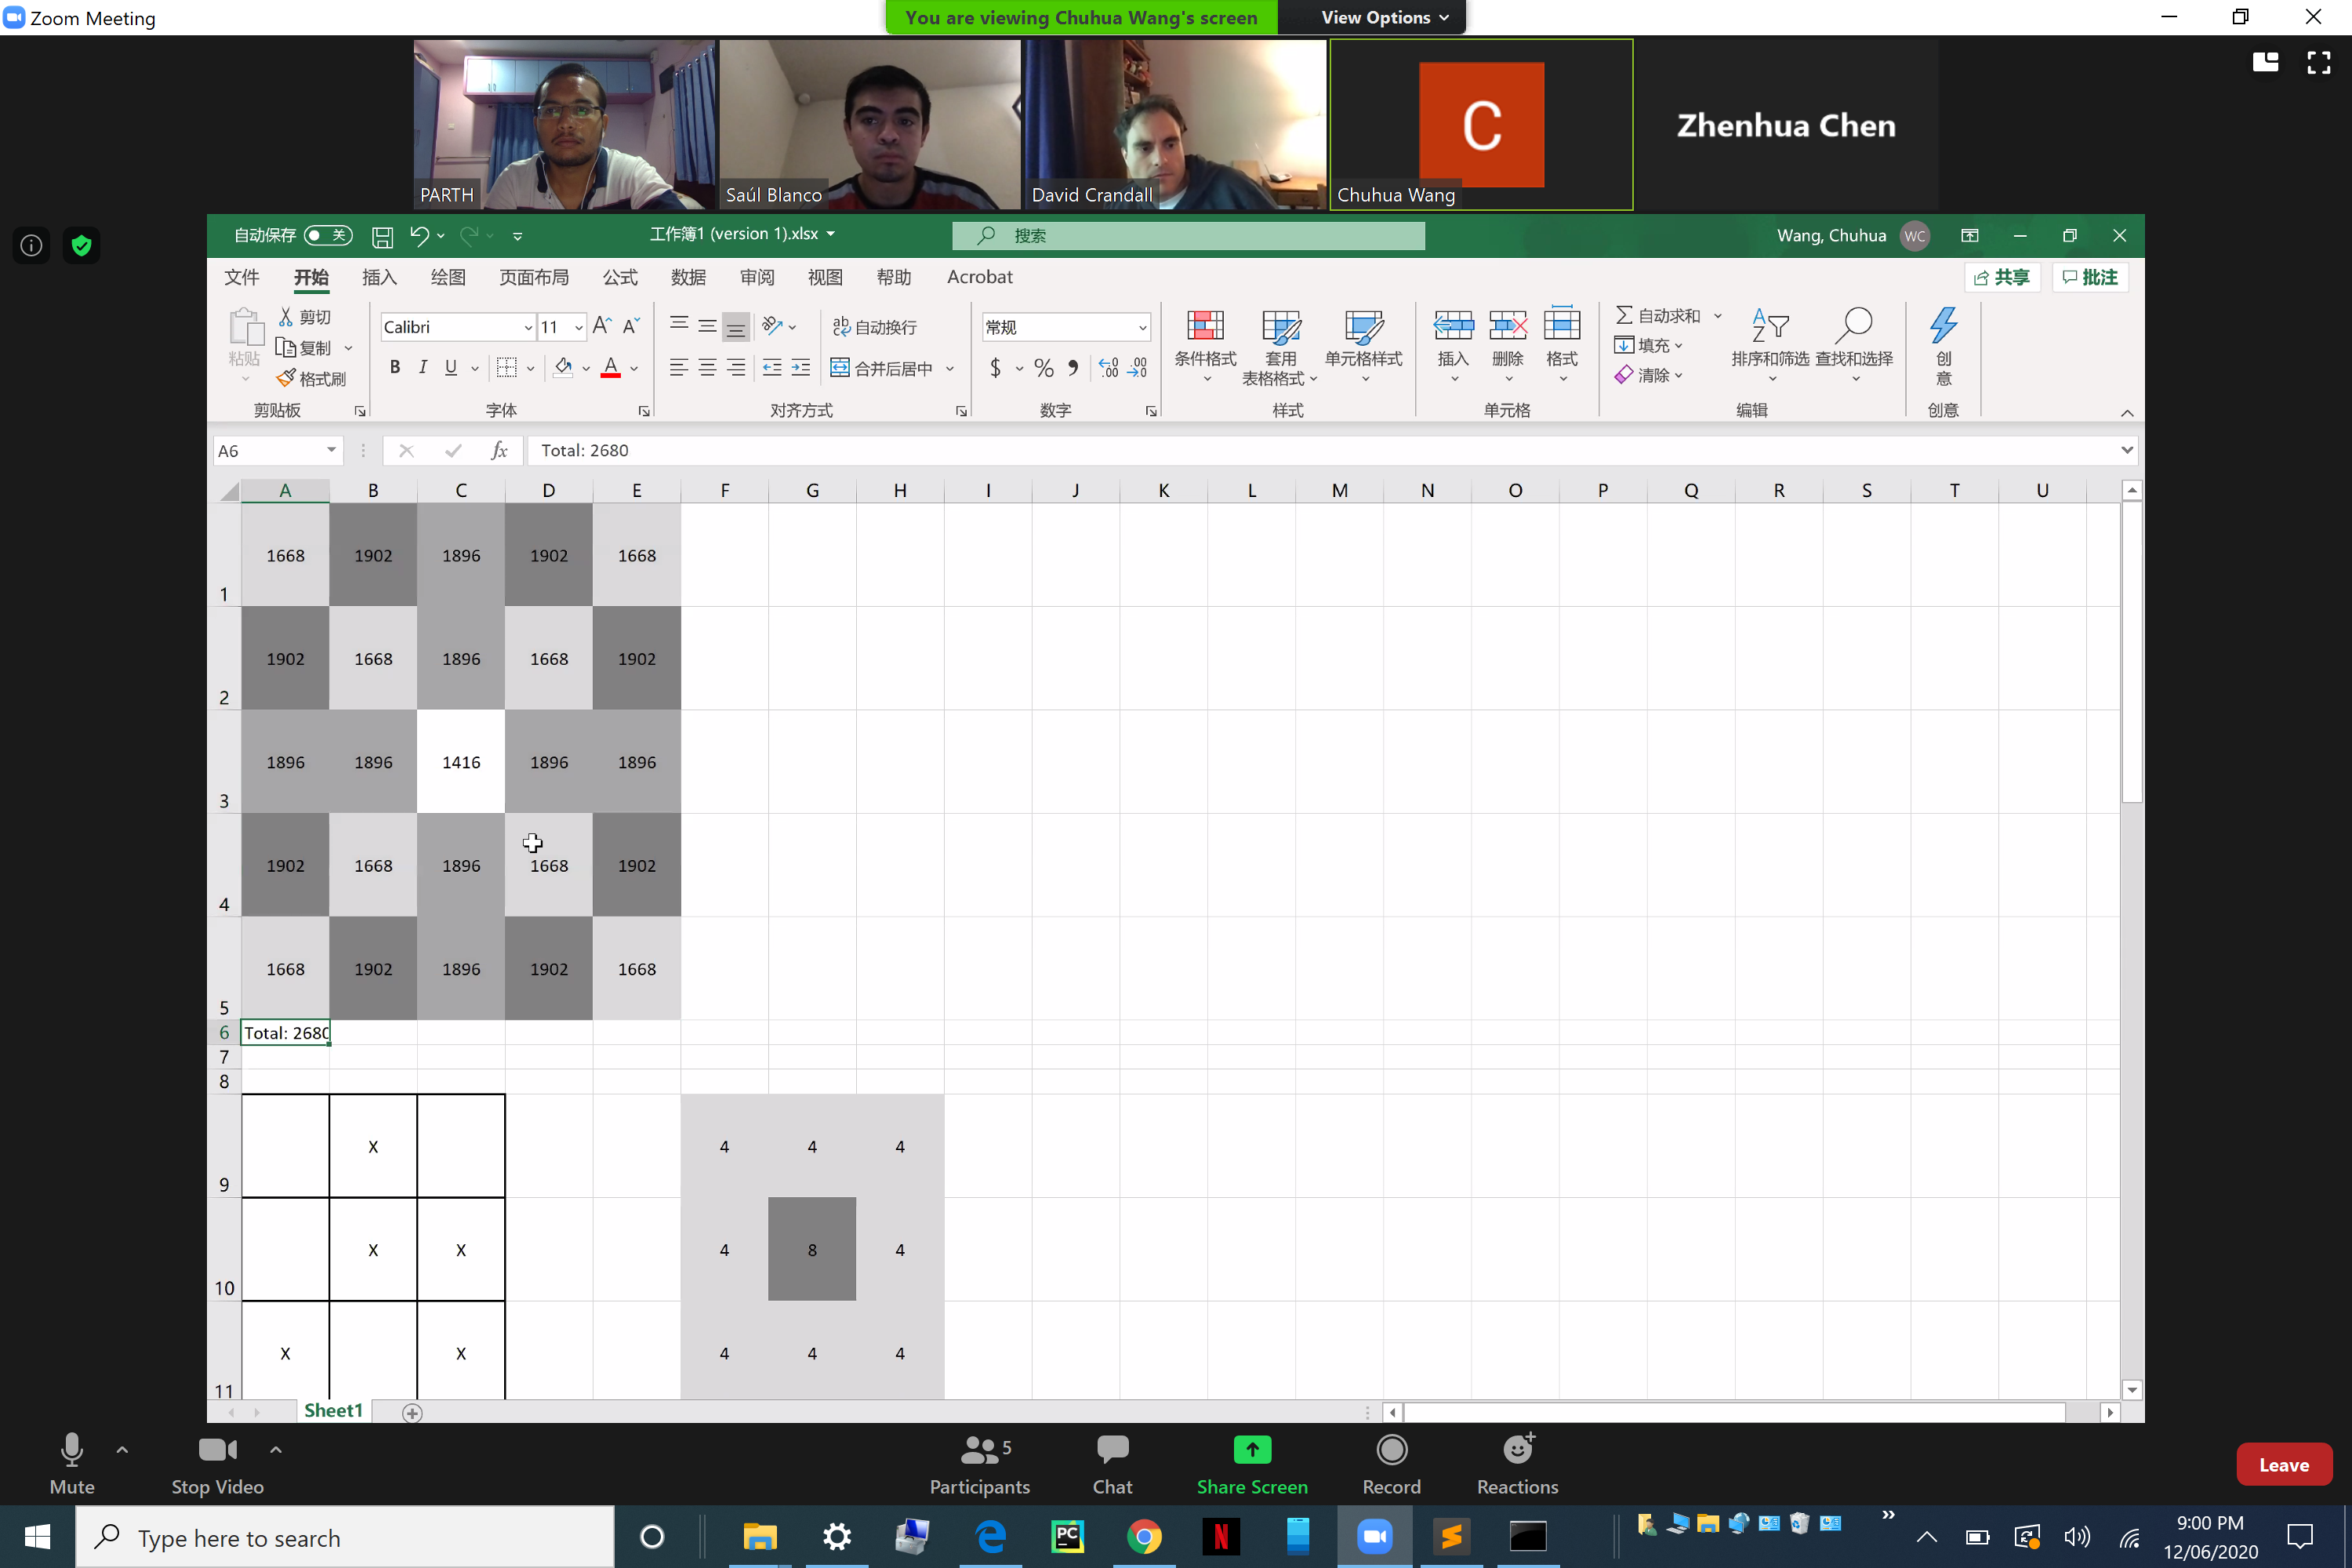 Zoom Meeting
You are viewing Chuhua Wang's screen
View Options
PARTH
Saúl Blanco
David Crandall
C
Chuhua Wang
Zhenhua Chen
自动保存 关
工作簿1 (version 1).xlsx
搜索
Wang, Chuhua WC
文件 开始 插入 绘图 页面布局 公式 数据 审阅 视图 帮助 Acrobat 共享 批注
粘贴
剪切
复制
格式刷
剪贴板
Calibri 11
B I U A
字体
ab
自动换行
合并后居中
对齐方式
常规
$ % 9 .00 .00
数字
条件格式
套用
表格格式
单元格样式
样式
插入 删除 格式
单元格
自动求和
填充
清除
排序和筛选 查找和选择
编辑
创
意
创意
A6 fx Total: 2680
A B C D E F G H I J K L M N O P Q R S T U
1 1668 1902 1896 1902 1668
2 1902 1668 1896 1668 1902
3 1896 1896 1416 1896 1896
4 1902 1668 1896 1668 1902
5 1668 1902 1896 1902 1668
6 Total: 2680
7
8
9 X 4 4 4
10 X X 4 8 4
11 X X 4 4 4
Sheet1
Mute
Stop Video
5
Participants
Chat
Share Screen
Record
Reactions
Leave
Type here to search
PC
N
9:00 PM
12/06/2020